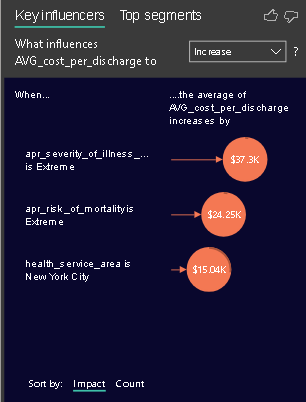 Key influencers Top segments
What influences
AVG_cost_per_discharge to
Increase
?
When...
....the average of
AVG_cost_per_discharge
increases by
apr_severity_of_illness_...
is Extreme
$37.3K
apr_risk_of_mortality is
Extreme
$24.25K
health_service_area is
New York City
$15.04K
Sort by: Impact Count